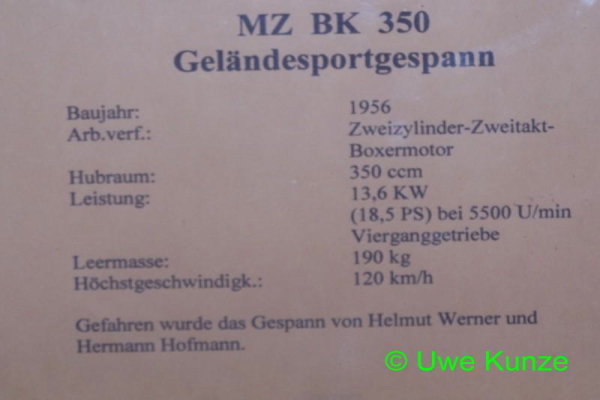 MZ BK 350
Geländesportgespann
Baujahr: 1956
Arb.verf.: Zweizylinder-Zweitakt-
Boxermotor
Hubraum: 350 ccm
Leistung: 13,6 KW
(18,5 PS) bei 5500 U/min
Vierganggetriebe
Leermasse: 190 kg
Höchstgeschwindigk.: 120 km/h
Gefahren wurde das Gespann von Helmut Werner und
Hermann Hofmann.
© Uwe Kunze